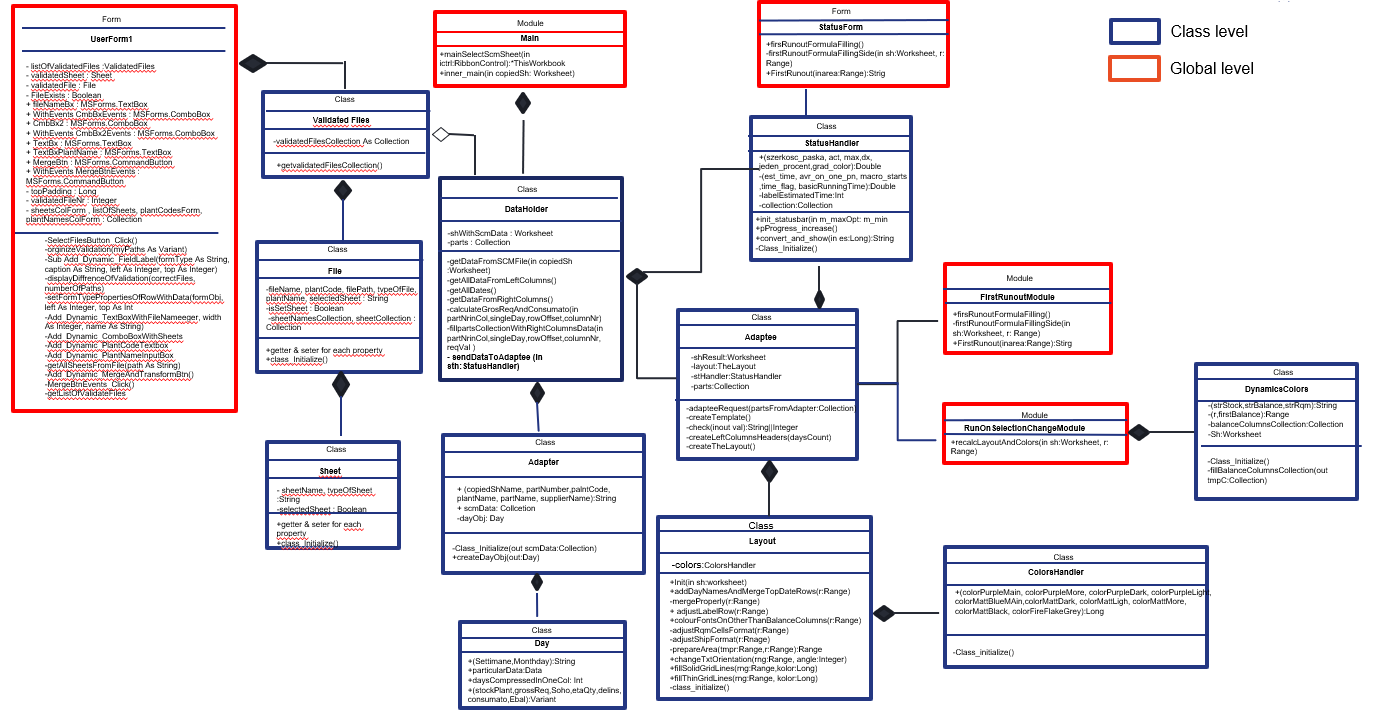 Form
UserForm1
- listOfValidatedFiles :ValidatedFiles
- validatedSheet : Sheet
- validatedFile : File
- FileExists : Boolean
+ fileNameBx : MSForms.TextBox
+ WithEvents CmbBxEvents : MSForms.ComboBox
+ CmbBx2 : MSForms.ComboBox
+ WithEvents CmbBx2Events : MSForms.ComboBox
+ TextBx : MSForms.TextBox
+ TextBxPlantName : MSForms.TextBox
+ MergeBtn : MSForms.CommandButton
+ WithEvents MergeBtnEvents :
MSForms.CommandButton
- topPadding : Long
- validatedFileNr : Integer
- sheetsColForm , listOfSheets, plantCodesForm,
plantNamesColForm : Collection
-SelectFilesButton_Click()
-orginizeValidation(myPaths As Variant)
-Sub Add_Dynamic_FieldLabel(formType As String,
caption As String, left As Integer, top As Integer)
-displayDiffrenceOfValidation(correctFiles,
numberOfPaths)
-setFormTypePropertiesOfRowWithData(formObj,
left As Integer, top As Int
-Add_Dynamic_TextBoxWithFileNameeger, width
As Integer, name As String)
-Add_Dynamic_ComboBoxWithSheets
-Add_Dynamic_PlantCodeTextbox
-Add_Dynamic_PlantNameInputBox
-getAllSheetsFromFile(path As String)
-Add_Dynamic_MergeAndTransformBtn()
-MergeBtnEvents_Click()
-getListOfValidateFiles
Class
Validated Files
-validatedFilesCollection As Collection
+getvalidatedFilesCollection()
Class
File
-fileName, plantCode, filePath, typeOfFile,
plantName, selectedSheet : String
-isSetSheet : Boolean
-sheetNamesCollection, sheetCollection :
Collection
+getter & seter for each property
+class_Initialize()
Class
Sheet
- sheetName, typeOfSheet
:String
-selectedSheet : Boolean
+getter & seter for each
property
+class_Initialize()
Module
Main
+mainSelectScmSheet(in
ictrl:RibbonControl):*ThisWorkbook
+inner_main(in copiedSh: Worksheet)
Class
DataHolder
-shWithScmData : Worksheet
-parts : Collection
-getDataFromSCMFile(in copiedSh
:Worksheet)
-getAllDataFromLeftColumns()
-getAllDates()
-getDataFromRightColumns()
-calculateGrosReqAndConsumato(in
partNrinCol,singleDay,rowOffset,columnNr)
-fillpartsCollectionWithRightColumnsData(in
partNrinCol,singleDay,rowOffset,columnNr,
reqVal )
- sendDataToAdaptee (in
sth:StatusHandler)
Class
Adapter
+ (copiedShName, partNumber,palntCode,
plantName, partName, supplierName):String
+ scmData: Collcetion
-dayObj: Day
-Class_Initialize(out scmData:Collection)
+createDayObj(out:Day)
Class
Day
+(Settimane,Monthday):String
+particularData:Data
+daysCompressedInOneCol: Int
+(stockPlant,grossReq,Soho,etaQty,delins,
consumato,Ebal):Variant
Form
StatusForm
+firsRunoutFormulaFilling()
-firstRunoutFormulaFillingSide(in sh:Worksheet, r:
Range)
+FirstRunout(inarea:Range):Strig
Class
StatusHandler
+(szerkosc_paska, act, max,dx,
jeden_procent,grad_color):Double
-(est_time, avr_on_one_pn, macro_starts
,time_flag, basicRunningTime):Double
-labelEstimatedTime:Int
-collection:Collection
+init_statusbar(in m_maxOpt: m_min
+pProgress_increase()
+convert_and_show(in es:Long):String
-Class_Initialize()
Class
Adaptee
-shResult:Worksheet
-layout:TheLayout
-stHandler:StatusHandler
-parts:Collection
-adapteeRequest(partsFromAdapter:Collection)
-createTemplate()
-check(inout val):String||Integer
-createLeftColumnsHeaders(daysCount)
-createTheLayout()
Class
Layout
-colors:ColorsHandler
+Init(in sh:worksheet)
+addDayNamesAndMergeTopDateRows(r:Range)
-mergeProperly(r:Range)
+ adjustLabelRow(r:Range)
+colourFontsOnOtherThanBalanceColumns(r:Range)
-adjustRqmCellsFormat(r:Range)
-adjustShipFormat(r:Rnage)
-prepareArea(tmpr:Range,r:Range):Range
+changeTxtOrientation(rng:Range, angle:Integer)
+fillSolidGridLines(rng:Range,kolor:Long)
+fillThinGridLines(rng:Range, kolor:Long)
-class_initialize()
Class level
Global level
Module
FirstRunoutModule
+firsRunoutFormulaFilling()
-firstRunoutFormulaFillingSide(in
sh:Worksheet, r: Range)
+FirstRunout(inarea:Range):Stirg
Module
RunOnSelectionChangeModule
+recalcLayoutAndColors(in sh:Worksheet, r:
Range)
Class
DynamicsColors
-(strStock,strBalance,strRqm):String
-(r,firstBalance):Range
-balanceColumnsCollection:Collection
-Sh:Worksheet
-Class_Initialize()
-fillBalanceColumnsCollection(out
tmpC:Collection)
Class
ColorsHandler
+(colorPurpleMain, colorPurpleMore, colorPurpleDark, colorPurpleLight,
colorMattBlueMAin,colorMattDark, colorMattLigh, colorMattMore,
colorMattBlack, colorFireFlakeGrey):Long
-Class_initialize()